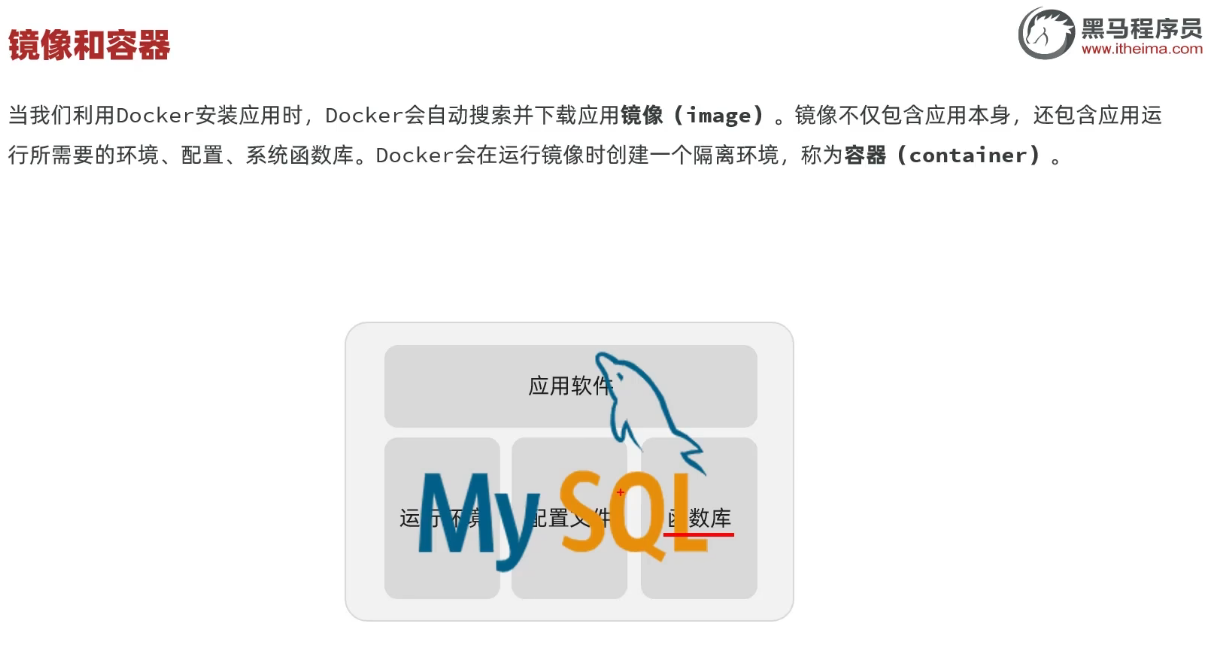 镜像和容器
黑马程序员
www.itheima.com
当我们利用Docker安装应用时，Docker会自动搜索并下载应用镜像（image）。镜像不仅包含应用本身，还包含应用运
行所需要的环境、配置、系统函数库。Docker会在运行镜像时创建一个隔离环境，称为容器（container）。
应用软件
MySQL
运行环境 配置文件 函数库